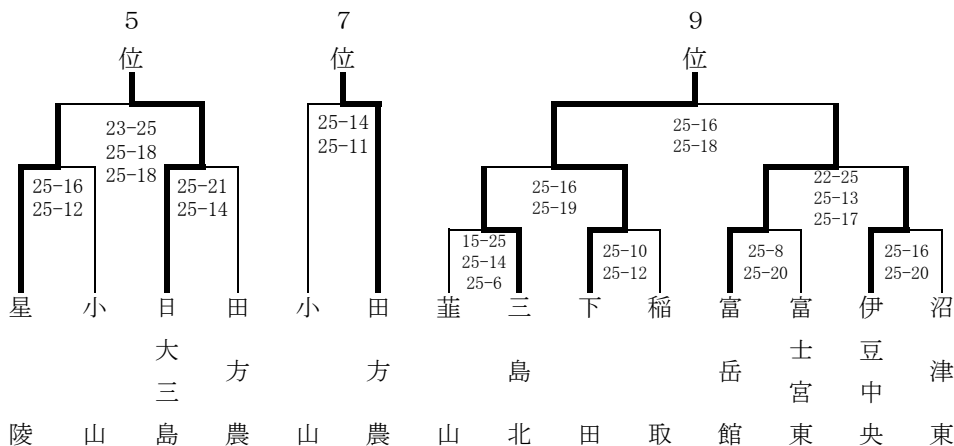 5位
7位
9位
23-25
25-18
25-18
25-14
25-11
25-16
25-18
25-16
25-12
25-21
25-14
25-16
25-19
22-25
25-13
25-17
15-25
25-14
25-6
25-10
25-12
25-8
25-20
25-16
25-20
星陵
小山
日大三島
田方農
小山
田方農
韮山
三島北
下田
稲取
富岳館
富士宮東
伊豆中央
沼津東